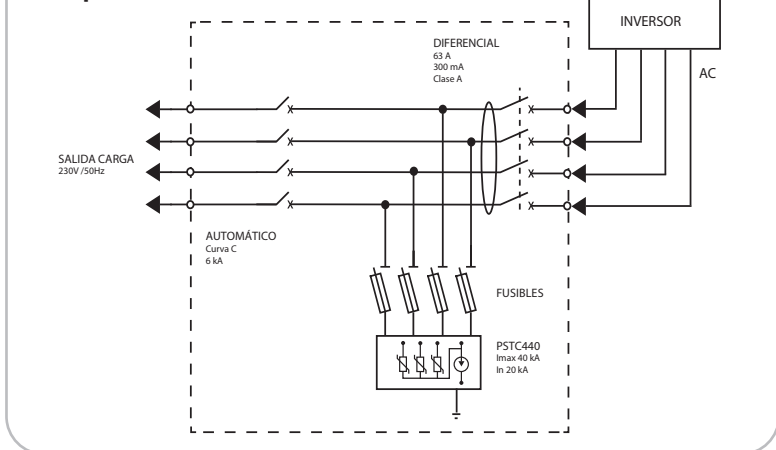 INVERSOR
DIFERENCIAL
63 A
300 mA
Clase A
AC
SALIDA CARGA
230V /50Hz
AUTOMÁTICO
Curva C
6 kA
FUSIBLES
PSTC440
Imax 40 kA
In 20 kA